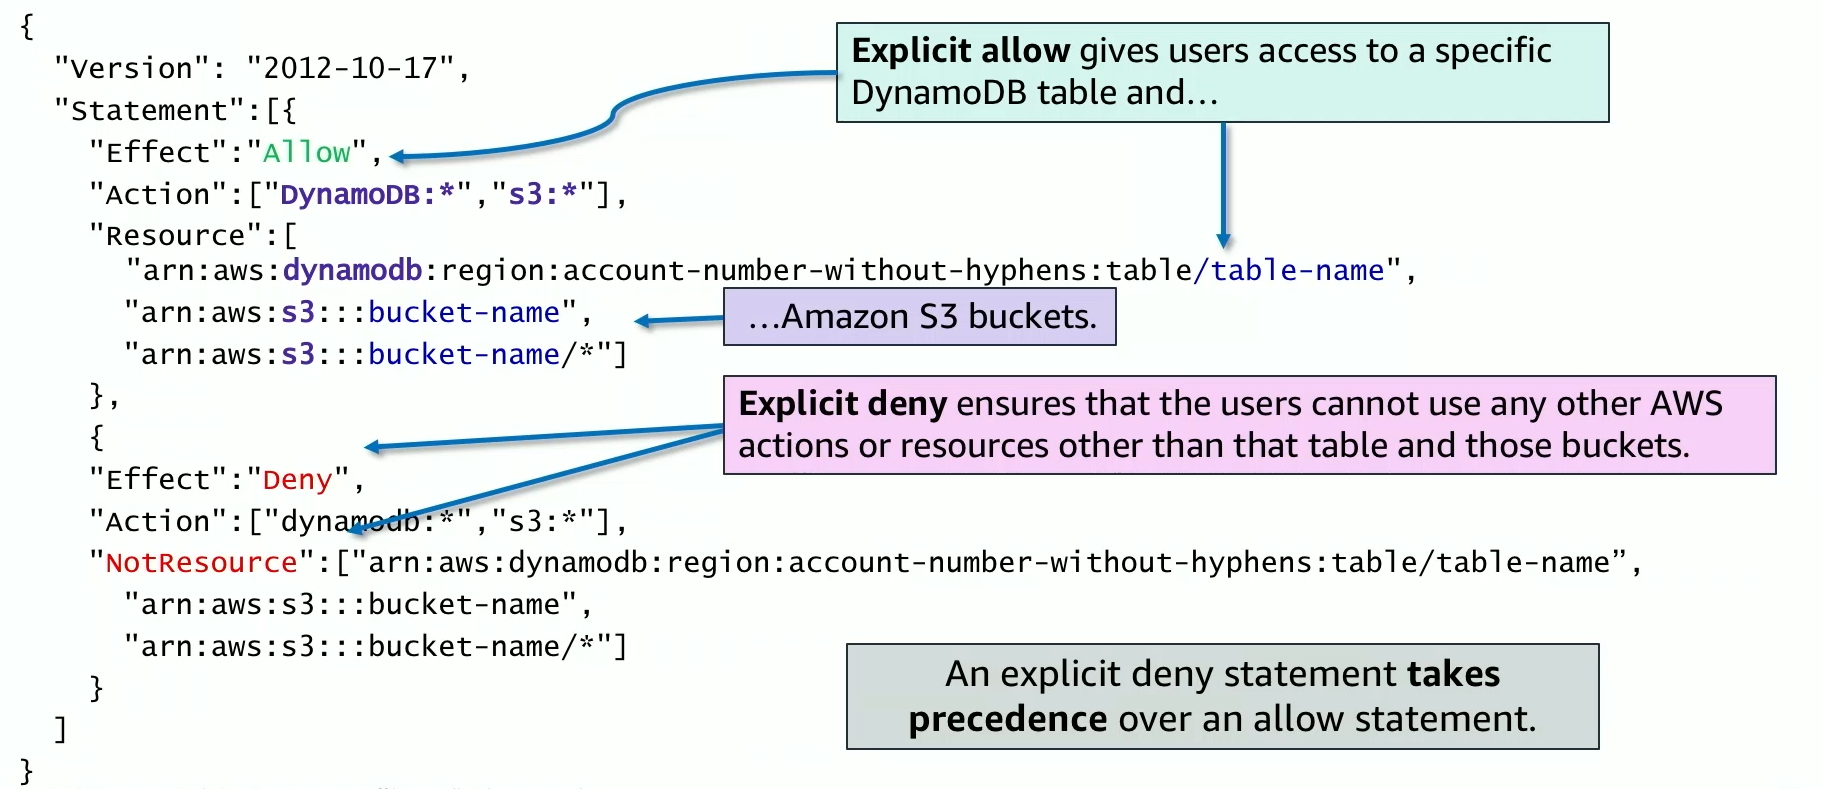 {
"Version": "2012-10-17",
"Statement":[{
"Effect":"Allow",
"Action":["DynamoDB:*","s3:*"],
"Resource":[
"arn:aws:dynamodb:region:account-number-without-hyphens:table/table-name",
"arn:aws:s3:::bucket-name",
"arn:aws:s3:::bucket-name/*"]
},
{
"Effect":"Deny",
"Action":["dynamodb:*","s3:*"],
"NotResource":["arn:aws:dynamodb:region:account-number-without-hyphens:table/table-name”,
"arn:aws:s3:::bucket-name",
"arn:aws:s3:::bucket-name/*"]
}
]
}
Explicit allow gives users access to a specific
DynamoDB table and…
…Amazon S3 buckets.
Explicit deny ensures that the users cannot use any other AWS
actions or resources other than that table and those buckets.
An explicit deny statement takes
precedence over an allow statement.